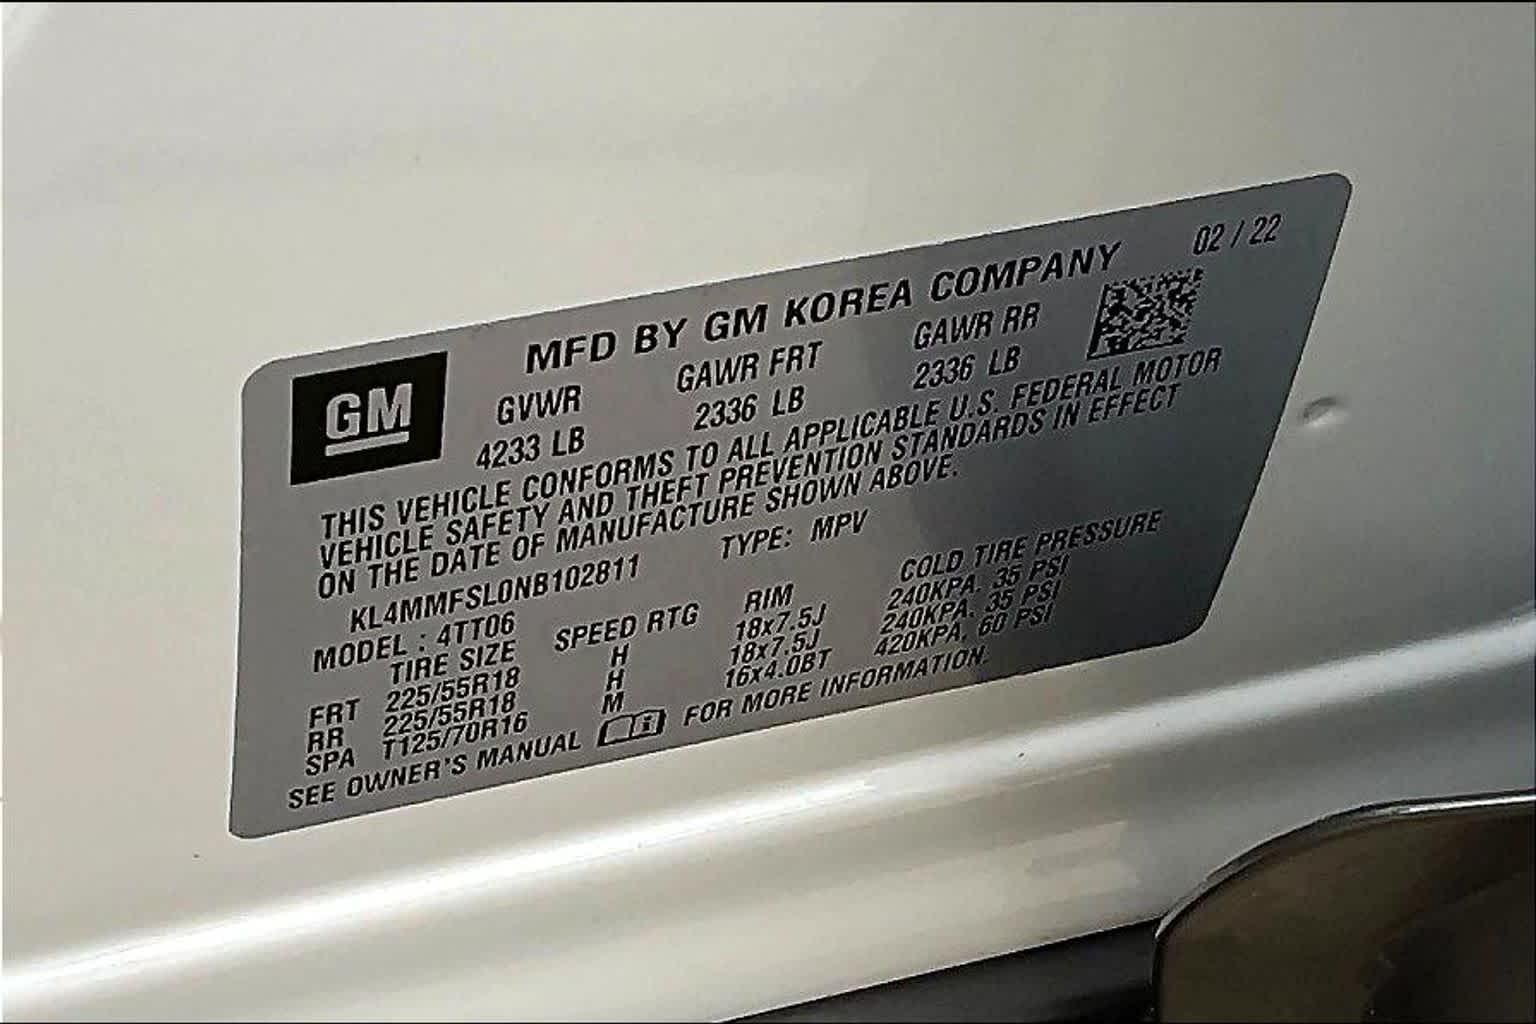 MFD BY GM KOREA COMPANY 02 / 22
GM
GVWR GAWR FRT GAWR RR
4233 LB 2336 LB 2336 LB
THIS VEHICLE CONFORMS TO ALL APPLICABLE U.S. FEDERAL MOTOR
VEHICLE SAFETY AND THEFT PREVENTION STANDARDS IN EFFECT
ON THE DATE OF MANUFACTURE SHOWN ABOVE.
KL4MMFSL0NB102811 TYPE: MPV
MODEL : 4TT06
TIRE SIZE SPEED RTG RIM COLD TIRE PRESSURE
FRT 225/55R18 H 18x7.5J 240KPA. 35 PSI
RR 225/55R18 H 18x7.5J 240KPA. 35 PSI
SPA T125/70R16 M 16x4.0BT 420KPA. 60 PSI
SEE OWNER'S MANUAL FOR MORE INFORMATION.